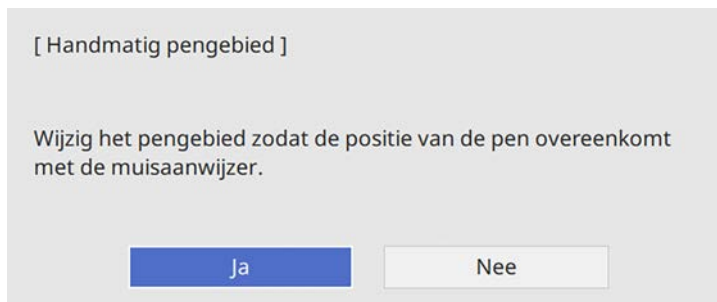 [ Handmatig pengebied ]
Wijzig het pengebied zodat de positie van de pen overeenkomt
met de muisaanwijzer.
Ja
Nee